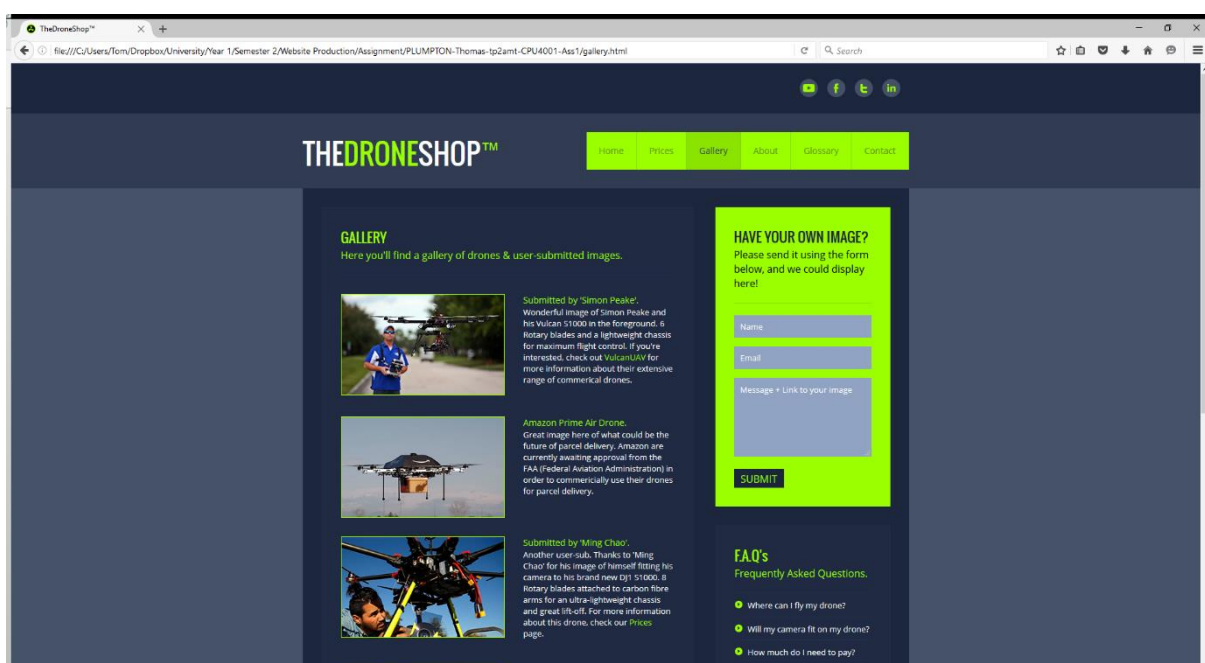 TheDroneShop™
file:///C:/Users/Tom/Dropbox/University/Year 1/Semester 2/Website Production/Assignment/PLUMPTON-Thomas-tp2amt-CPU4001-Ass1/gallery.html
Search
THEDRONESHOP™
Home Prices Gallery About Glossary Contact
GALLERY
Here you'll find a gallery of drones & user-submitted images.
Submitted by 'Simon Peake'.
Wonderful image of Simon Peake and
his Vulcan S1000 in the foreground. 6
Rotary blades and a lightweight chassis
for maximum flight control. If you're
interested, check out VulcanUAV for
more information about their extensive
range of commerical drones.
Amazon Prime Air Drone.
Great image here of what could be the
future of parcel delivery. Amazon are
currently awaiting approval from the
FAA (Federal Aviation Administration) in
order to commericially use their drones
for parcel delivery.
Submitted by 'Ming Chao'.
Another user-sub. Thanks to 'Ming
Chao' for his image of himself fitting his
camera to his brand new DJ1 S1000. 8
Rotary blades attached to carbon fibre
arms for an ultra-lightweight chassis
and great lift-off. For more information
about this drone, check our Prices
page.
HAVE YOUR OWN IMAGE?
Please send it using the form
below, and we could display
here!
Name
Email
Message + Link to your image
SUBMIT
F.A.Q's
Frequently Asked Questions.
Where can I fly my drone?
Will my camera fit on my drone?
How much do I need to pay?